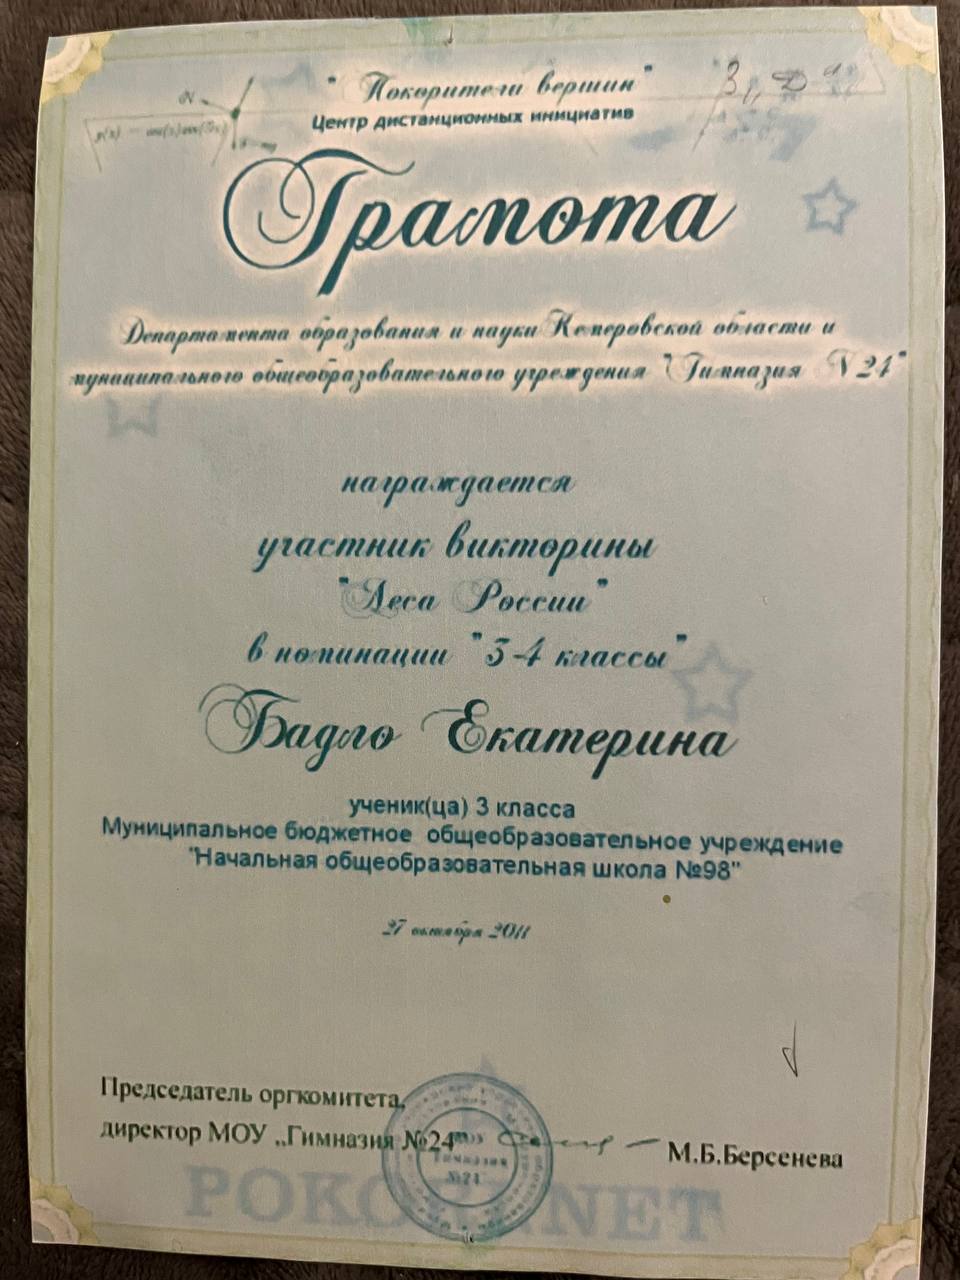 "Покорители вершин"
Центр дистанционных инициатив
Грамота
Департамента образования и науки Кемеровской области и
муниципального общеобразовательного учреждения "Гимназия N24"
награждается
участник викторины
"Леса России"
в номинации "3-4 классы"
Бадло Екатерина
ученик(ца) 3 класса
Муниципальное бюджетное общеобразовательное учреждение
"Начальная общеобразовательная школа №98"
27 октября 2011
Председатель оргкомитета,
директор МОУ „Гимназия №24"
М.Б.Берсенева
Гимназия
№24